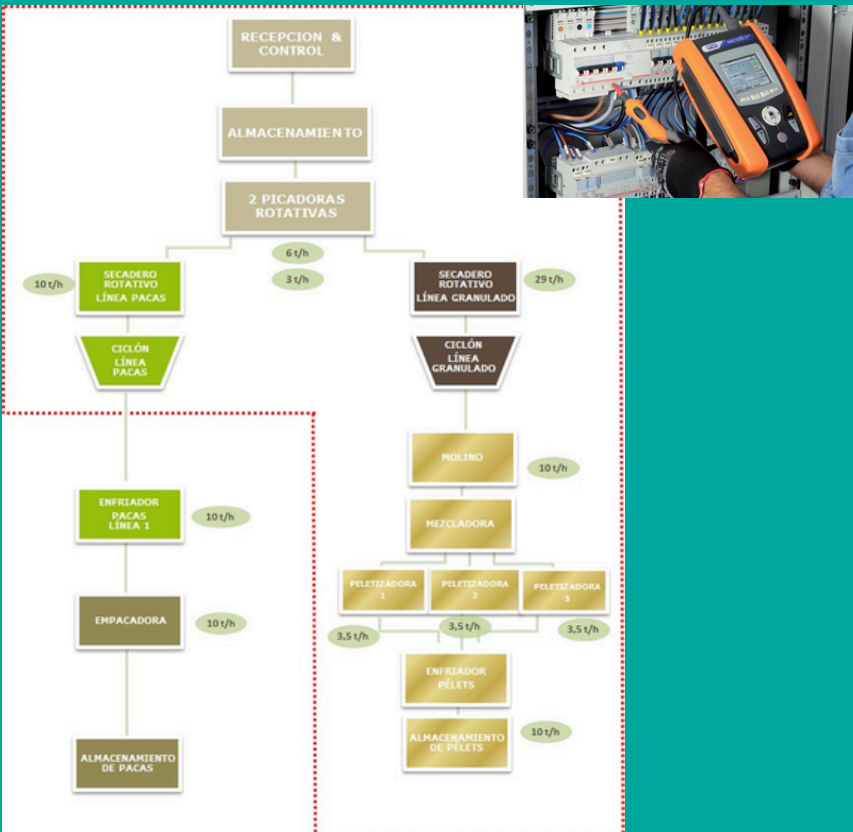 RECEPCION &
CONTROL
ALMACENAMIENTO
2 PICADORAS
ROTATIVAS
6 t/h
3 t/h
10 t/h
SECADERO
ROTATIVO
LÍNEA PACAS
SECADERO
ROTATIVO
LÍNEA GRANULADO
29 t/h
CICLÓN
LÍNEA
PACAS
CICLÓN
LÍNEA
GRANULADO
MOLINO
10 t/h
ENFRIADOR
PACAS
LÍNEA 1
10 t/h
MEZCLADORA
PELETIZADORA
1
PELETIZADORA
2
PELETIZADORA
3
EMPACADORA
10 t/h
3,5 t/h
3,5 t/h
3,5 t/h
ENFRIADOR
PÉLETS
ALMACENAMIENTO
DE PÉLETS
10 t/h
ALMACENAMIENTO
DE PACAS